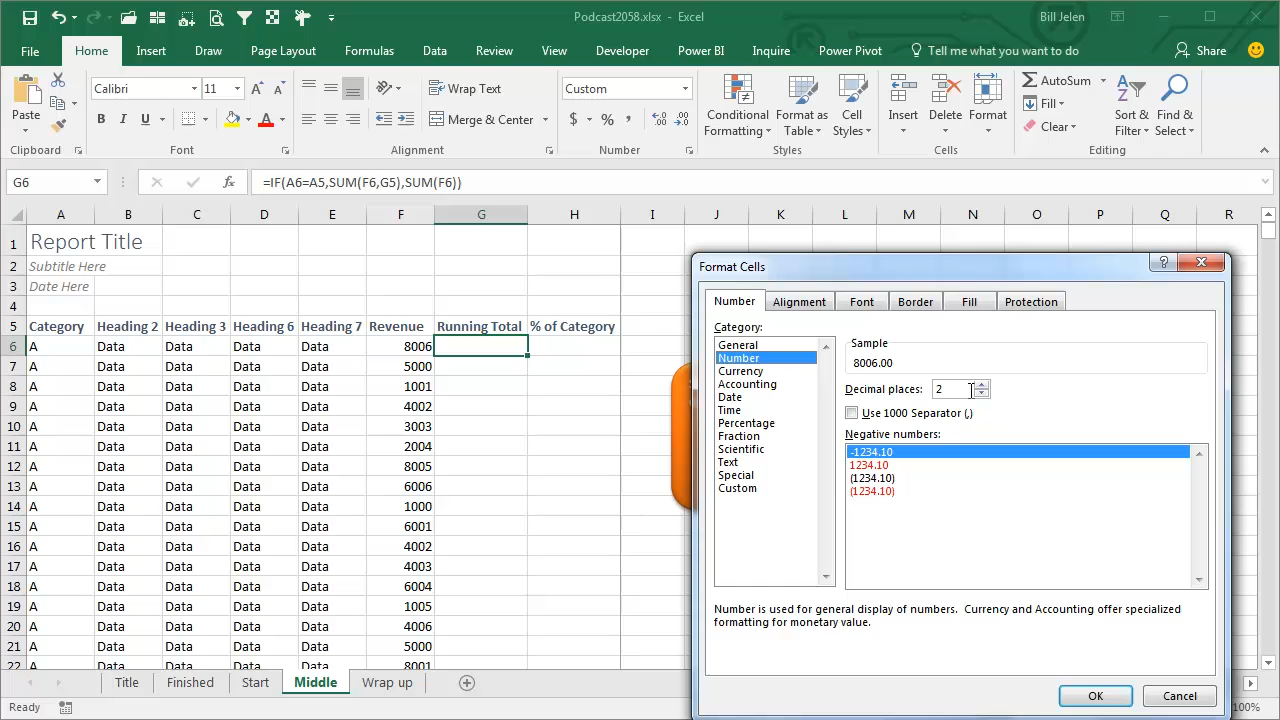 Podcast2058.xlsx - Excel
Bill Jelen
File Home Insert Draw Page Layout Formulas Data Review View Developer Power BI Inquire Power Pivot Tell me what you want to do Share
Paste
Calibri 11
Wrap Text
Custom
Conditional Formatting
Format as Table
Cell Styles
Insert Delete Format
AutoSum
Fill
Clear
Sort & Filter
Find & Select
B I U
A
Merge & Center
$ % ,
Clipboard Font Alignment Number Styles Cells Editing
G6 fx =IF(A6=A5,SUM(F6,G5),SUM(F6))
A B C D E F G H I J K L M N O P Q R
1 Report Title
2 Subtitle Here
3 Date Here
4
5 Category Heading 2 Heading 3 Heading 6 Heading 7 Revenue Running Total % of Category
6 A Data Data Data Data 8006
7 A Data Data Data Data 5000
8 A Data Data Data Data 1001
9 A Data Data Data Data 4002
10 A Data Data Data Data 3003
11 A Data Data Data Data 2004
12 A Data Data Data Data 8005
13 A Data Data Data Data 6006
14 A Data Data Data Data 1000
15 A Data Data Data Data 6001
16 A Data Data Data Data 4002
17 A Data Data Data Data 4003
18 A Data Data Data Data 6004
19 A Data Data Data Data 1005
20 A Data Data Data Data 4006
21 A Data Data Data Data 5000
22 A Data Data Data Data 8001
Format Cells
?
Number Alignment Font Border Fill Protection
Category:
General
Number
Currency
Accounting
Date
Time
Percentage
Fraction
Scientific
Text
Special
Custom
Sample
8006.00
Decimal places: 2
Use 1000 Separator (,)
Negative numbers:
-1234.10
1234.10
(1234.10)
(1234.10)
Number is used for general display of numbers. Currency and Accounting offer specialized
formatting for monetary value.
OK Cancel
Title Finished Start Middle Wrap up
Ready
100%